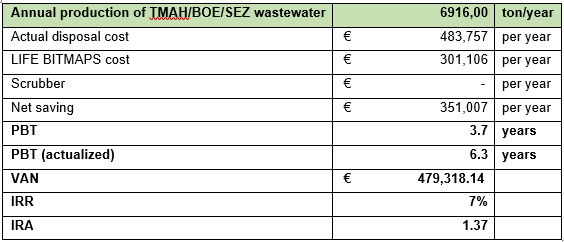 Annual production of TMAH/BOE/SEZ wastewater 6916,00 ton/year
Actual disposal cost € 483,757 per year
LIFE BITMAPS cost € 301,106 per year
Scrubber € - per year
Net saving € 351,007 per year
PBT 3.7 years
PBT (actualized) 6.3 years
VAN € 479,318.14
IRR 7%
IRA 1.37